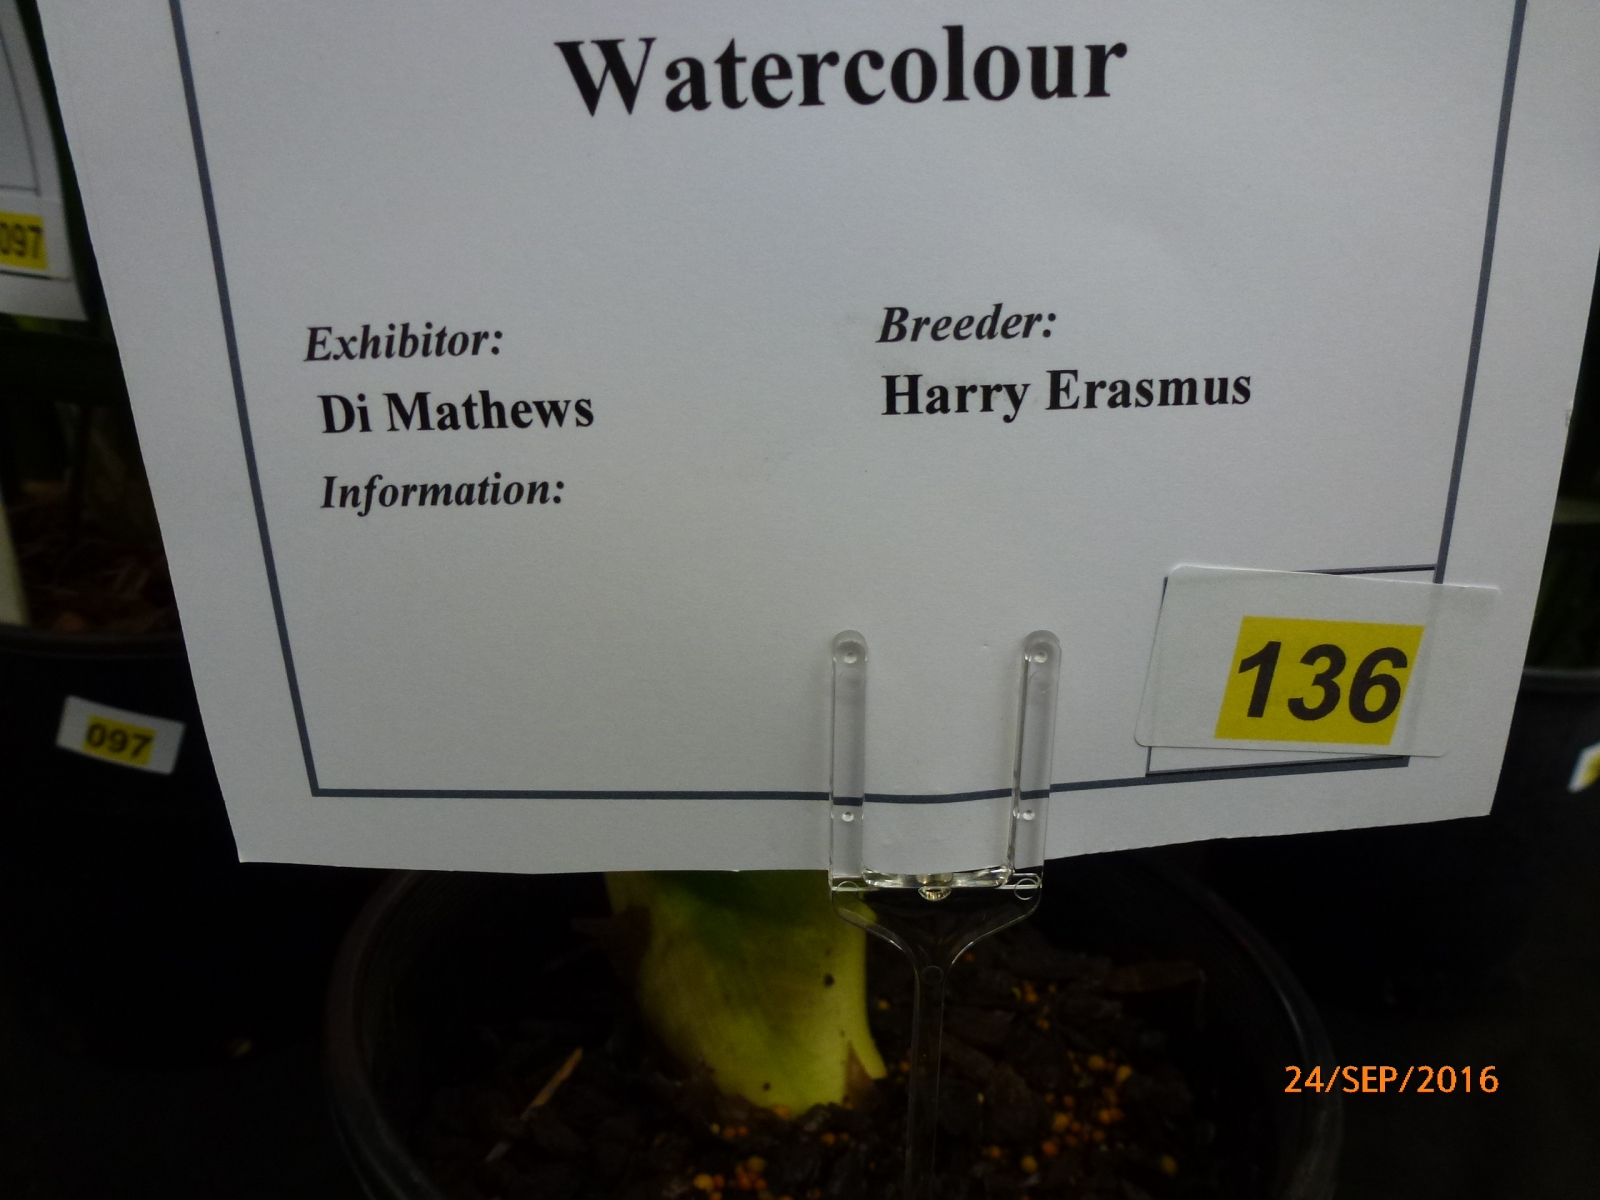 Watercolour
Exhibitor:
Breeder:
Di Mathews
Harry Erasmus
Information:
136
097
097
24/SEP/2016